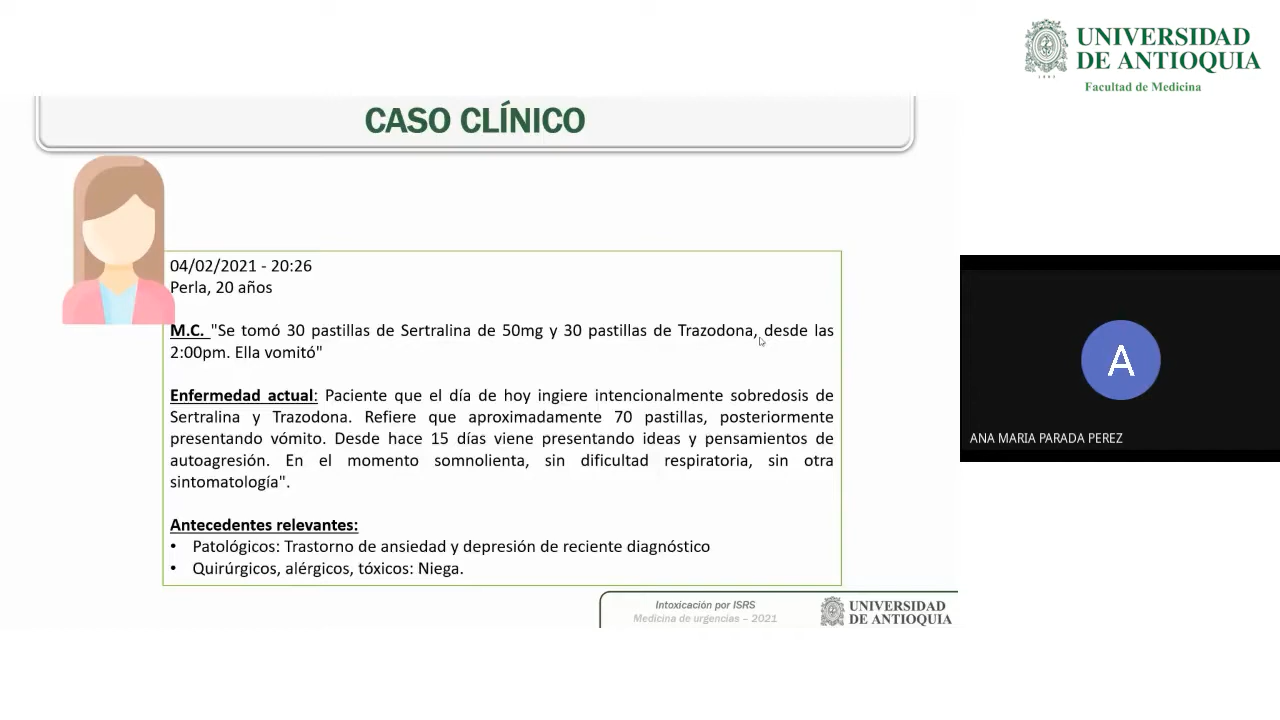 UNIVERSIDAD
DE ANTIOQUIA
1803
Facultad de Medicina
CASO CLÍNICO
04/02/2021 - 20:26
Perla, 20 años
M.C. "Se tomó 30 pastillas de Sertralina de 50mg y 30 pastillas de Trazodona, desde las
2:00pm. Ella vomitó"
Enfermedad actual: Paciente que el día de hoy ingiere intencionalmente sobredosis de
Sertralina y Trazodona. Refiere que aproximadamente 70 pastillas, posteriormente
presentando vómito. Desde hace 15 días viene presentando ideas y pensamientos de
autoagresión. En el momento somnolienta, sin dificultad respiratoria, sin otra
sintomatología".
Antecedentes relevantes:
• Patológicos: Trastorno de ansiedad y depresión de reciente diagnóstico
• Quirúrgicos, alérgicos, tóxicos: Niega.
A
ANA MARIA PARADA PEREZ
Intoxicación por ISRS
Medicina de urgencias – 2021
UNIVERSIDAD
DE ANTIOQUIA